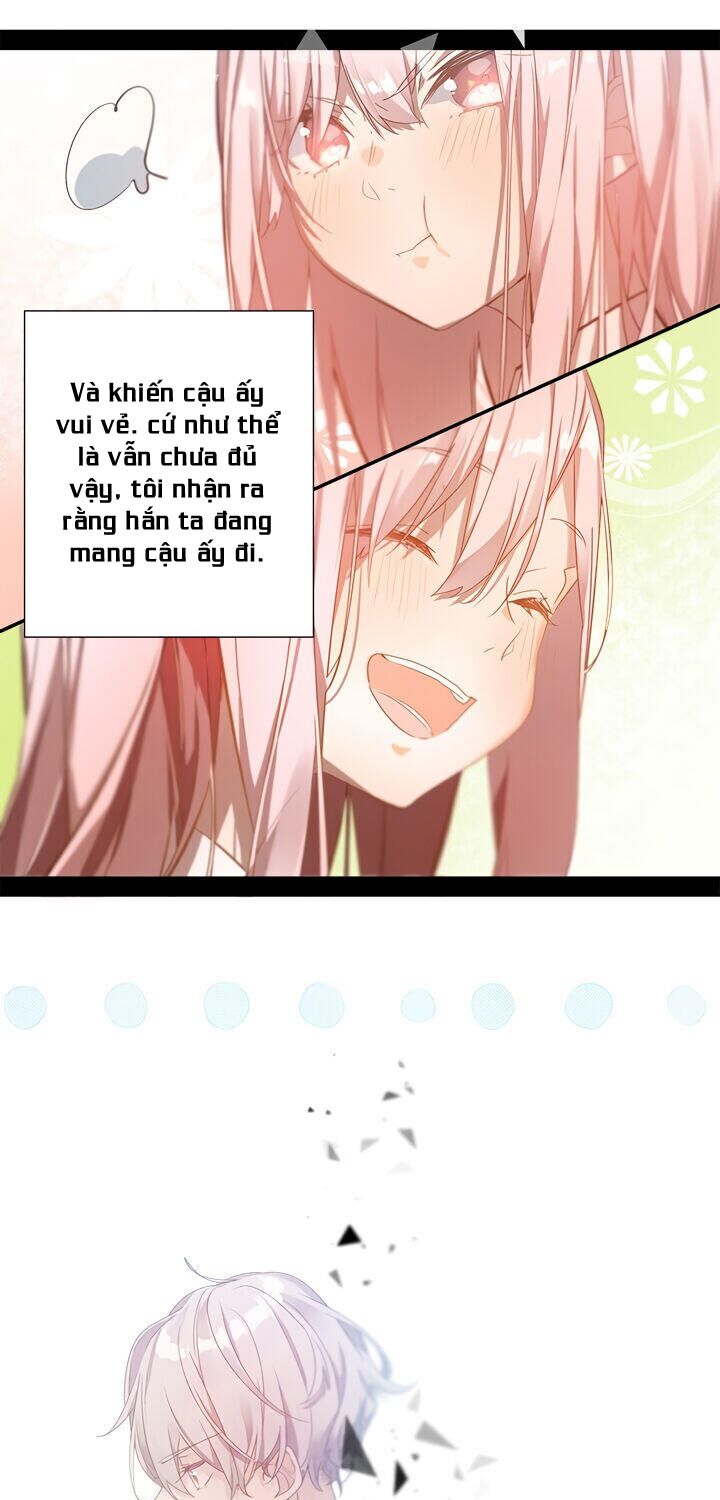 Và khiến cậu ấy
vui vẻ. cứ như thể
là vẫn chưa đủ
vậy, tôi nhận ra
rằng hắn ta đang
mang cậu ấy đi.